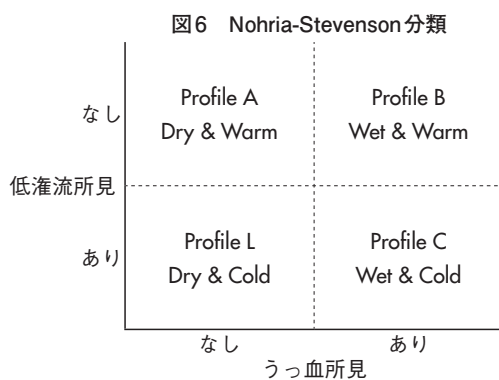 図6 Nohria-Stevenson分類
なし
Profile A
Dry & Warm
Profile B
Wet & Warm
低灌流所見
あり
Profile L
Dry & Cold
Profile C
Wet & Cold
なし
あり
うっ血所見